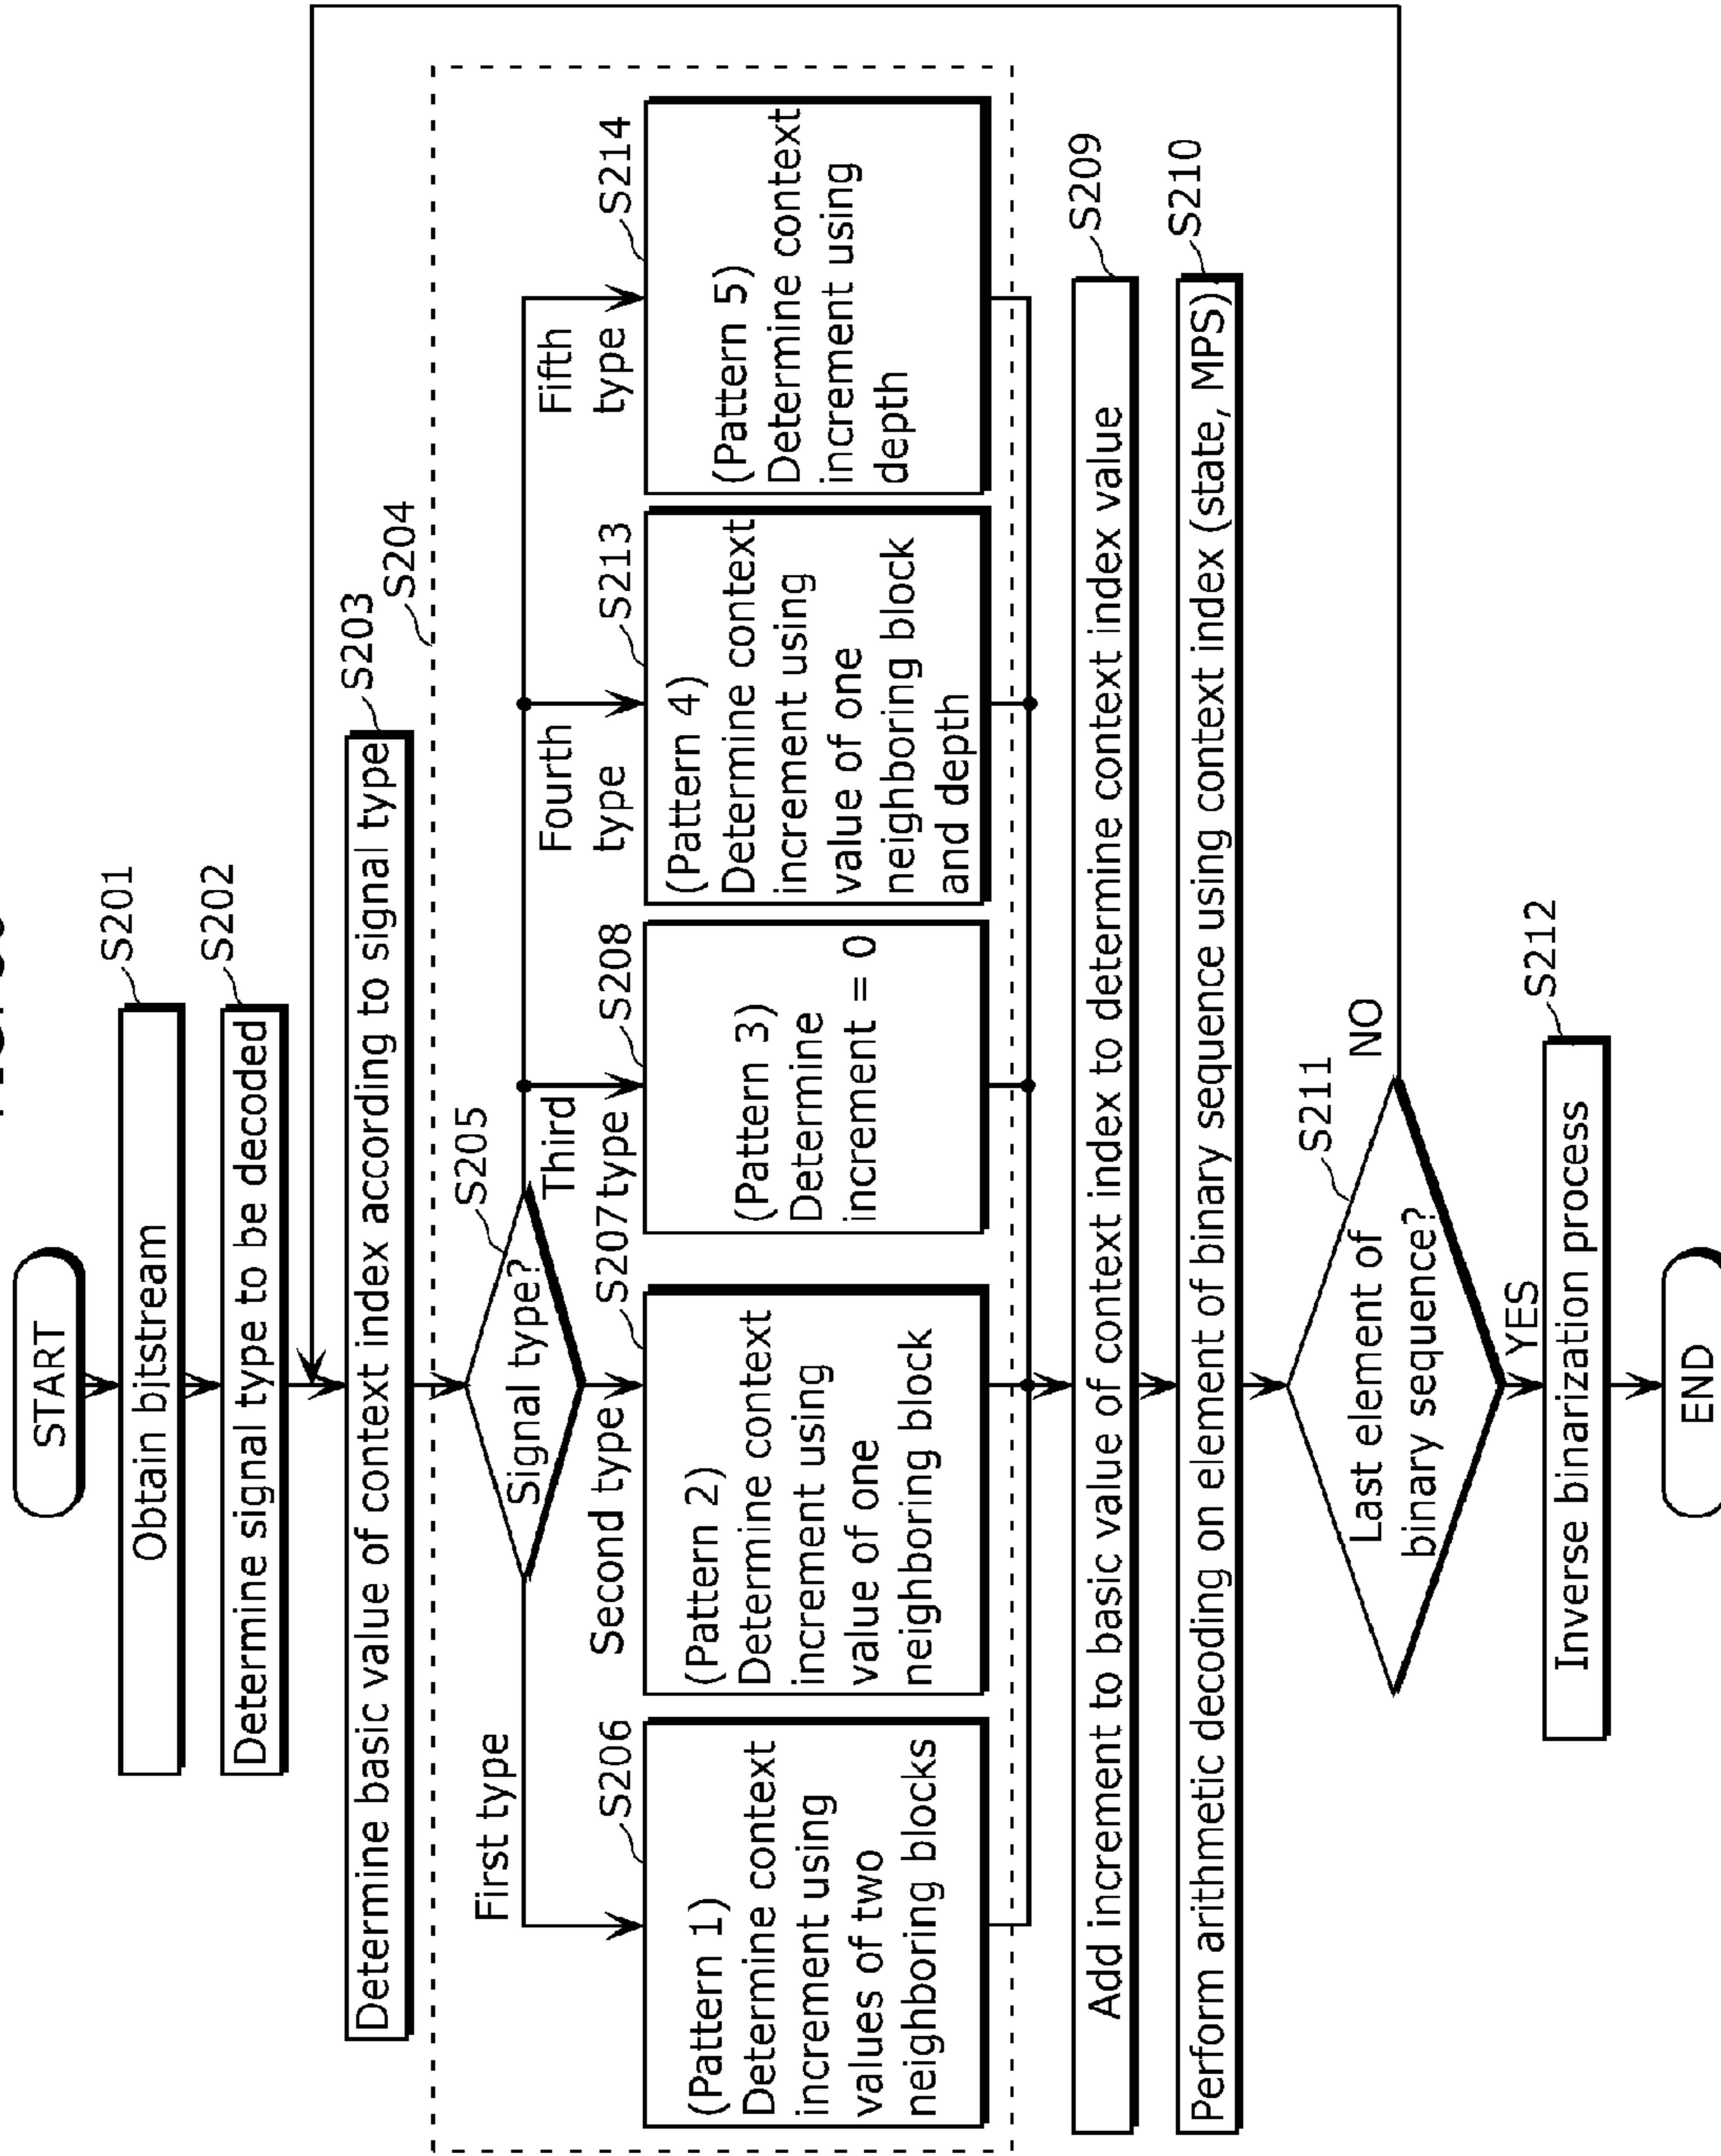 START
Obtain bitstream
S201
Determine signal type to be decoded
S202
Determine basic value of context index according to signal type
S203
S204
Signal type?
S205
First type
Second type
Third
type
Fourth
type
Fifth
type
S206
(Pattern 1)
Determine context
increment using
values of two
neighboring blocks
S207
(Pattern 2)
Determine context
increment using
value of one
neighboring block
S208
(Pattern 3)
Determine
increment = 0
S213
(Pattern 4)
Determine context
increment using
value of one
neighboring block
and depth
S214
(Pattern 5)
Determine context
increment using
depth
Add increment to basic value of context index to determine context index value
S209
Perform arithmetic decoding on element of binary sequence using context index (state, MPS)
S210
Last element of
binary sequence?
S211
NO
YES
Inverse binarization process
S212
END